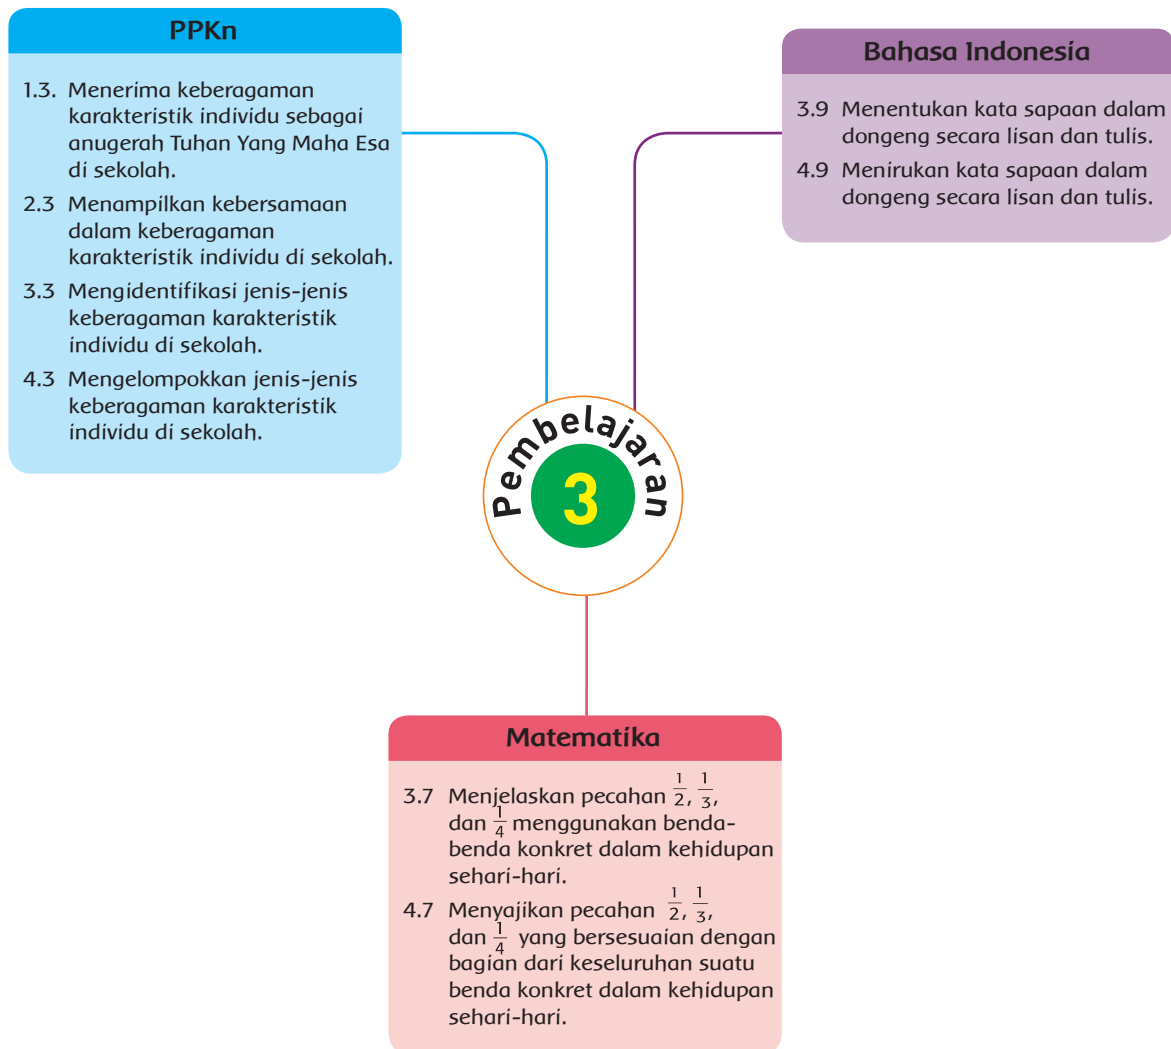 PPKn
1.3. Menerima keberagaman
karakteristik individu sebagai
anugerah Tuhan Yang Maha Esa
di sekolah.
2.3 Menampilkan kebersamaan
dalam keberagaman
karakteristik individu di sekolah.
3.3 Mengidentifikasi jenis-jenis
keberagaman karakteristik
individu di sekolah.
4.3 Mengelompokkan jenis-jenis
keberagaman karakteristik
individu di sekolah.
Bahasa Indonesia
3.9 Menentukan kata sapaan dalam
dongeng secara lisan dan tulis.
4.9 Menirukan kata sapaan dalam
dongeng secara lisan dan tulis.
Pembelajaran
3
Matematika
3.7 Menjelaskan pecahan 1/2, 1/3,
dan 1/4 menggunakan benda-
benda konkret dalam kehidupan
sehari-hari.
4.7 Menyajikan pecahan 1/2, 1/3,
dan 1/4 yang bersesuaian dengan
bagian dari keseluruhan suatu
benda konkret dalam kehidupan
sehari-hari.